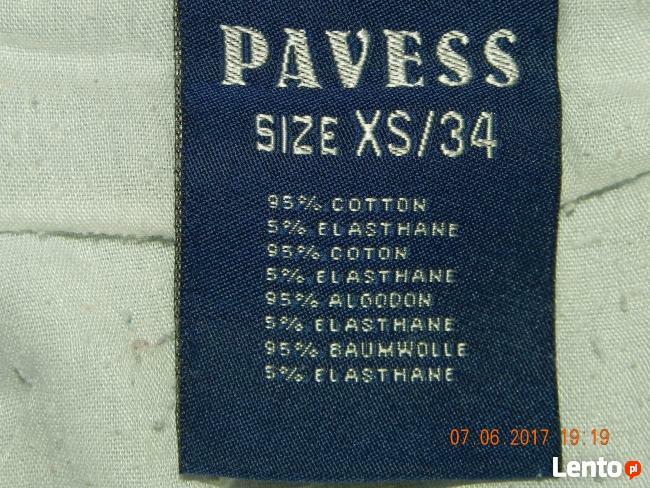 PAVESS
SIZE XS/34
95% COTTON
5% ELASTHANE
95% COTON
5% ELASTHANE
95% ALGODON
5% ELASTHANE
95% BAUMWOLLE
5% ELASTHANE
07.06.2017 19:19
Lento.pl